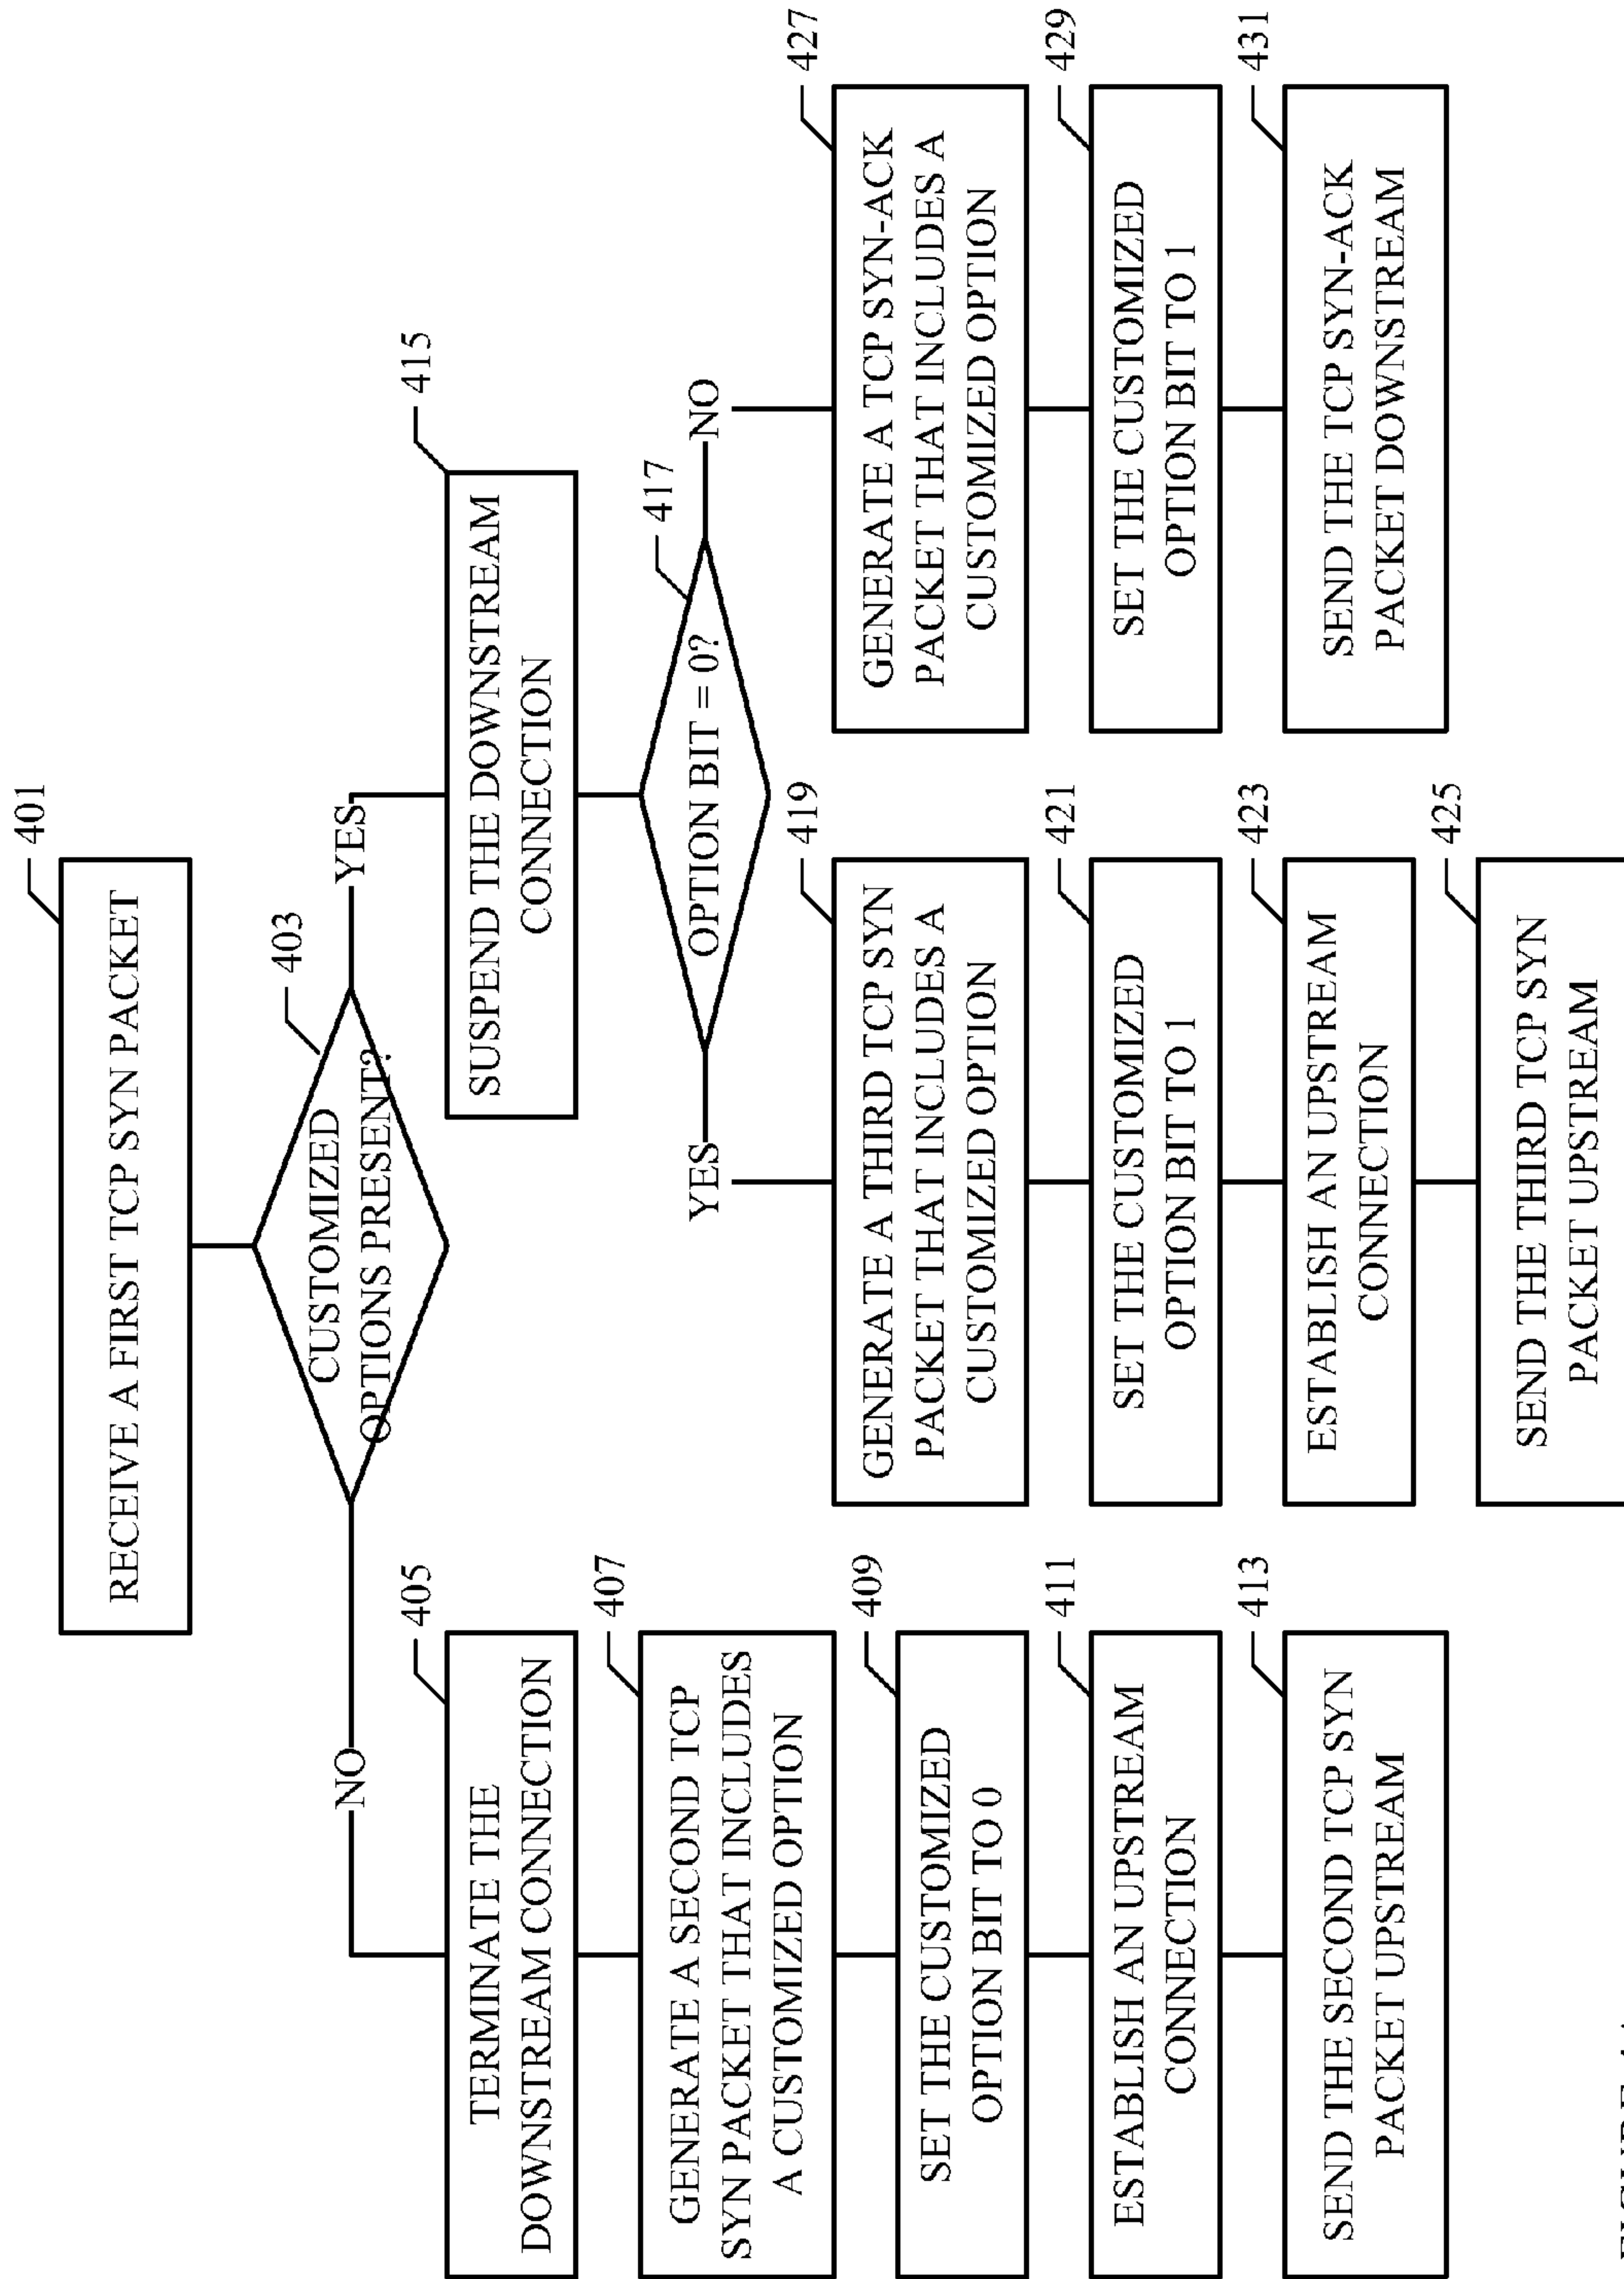 401
RECEIVE A FIRST TCP SYN PACKET
403
CUSTOMIZED
OPTIONS PRESENT?
NO
YES
405
TERMINATE THE
DOWNSTREAM CONNECTION
407
GENERATE A SECOND TCP
SYN PACKET THAT INCLUDES
A CUSTOMIZED OPTION
409
SET THE CUSTOMIZED
OPTION BIT TO 0
411
ESTABLISH AN UPSTREAM
CONNECTION
413
SEND THE SECOND TCP SYN
PACKET UPSTREAM
415
SUSPEND THE DOWNSTREAM
CONNECTION
417
OPTION BIT = 0?
YES
NO
419
GENERATE A THIRD TCP SYN
PACKET THAT INCLUDES A
CUSTOMIZED OPTION
421
SET THE CUSTOMIZED
OPTION BIT TO 1
423
ESTABLISH AN UPSTREAM
CONNECTION
425
SEND THE THIRD TCP SYN
PACKET UPSTREAM
427
GENERATE A TCP SYN-ACK
PACKET THAT INCLUDES A
CUSTOMIZED OPTION
429
SET THE CUSTOMIZED
OPTION BIT TO 1
431
SEND THE TCP SYN-ACK
PACKET DOWNSTREAM